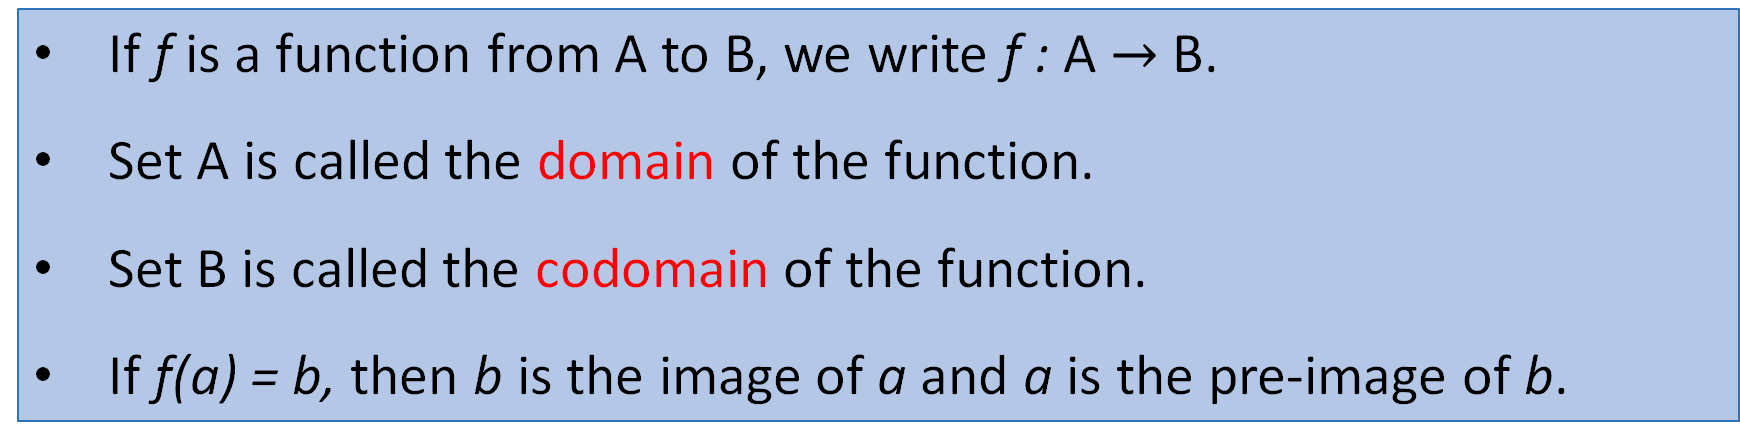 • If f is a function from A to B, we write f : A → B.
• Set A is called the domain of the function.
• Set B is called the codomain of the function.
• If f(a) = b, then b is the image of a and a is the pre-image of b.